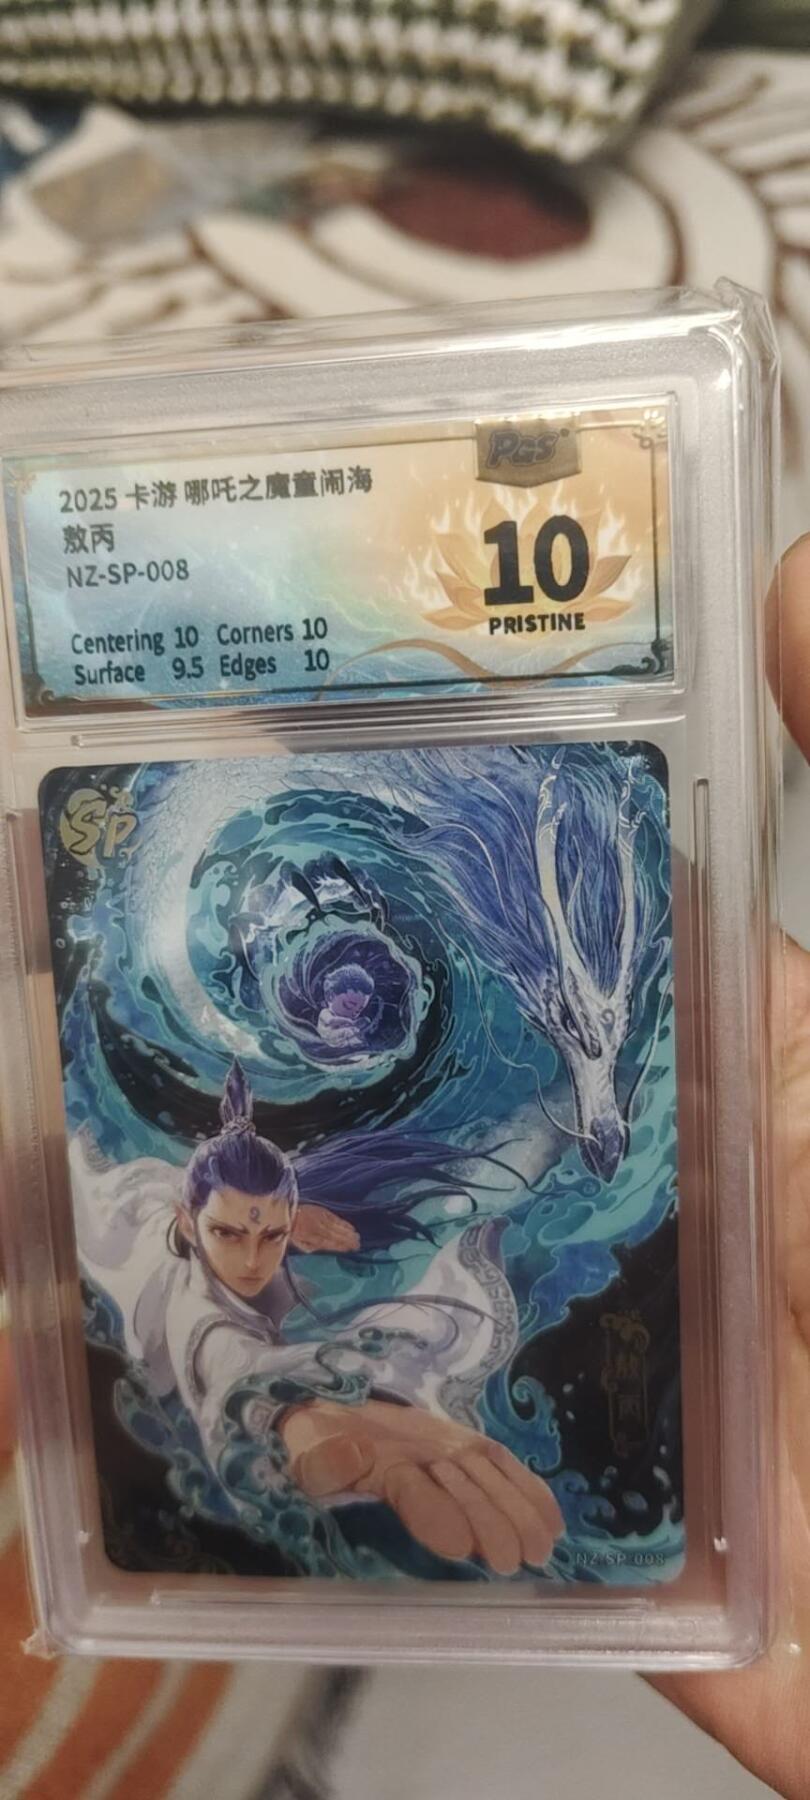 PGS
2025 卡游 哪吒之魔童闹海
敖丙
NZ-SP-008
10
PRISTINE
Centering 10 Corners 10
Surface 9.5 Edges 10
SP
敖丙
NZ-SP-008